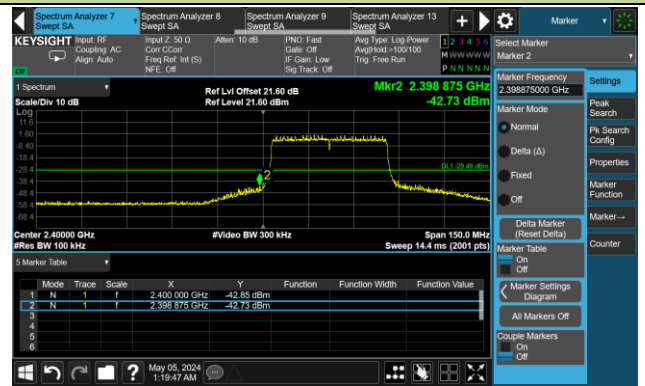 Spectrum Analyzer 7
Swept SA
Spectrum Analyzer 8
Swept SA
Spectrum Analyzer 9
Swept SA
Spectrum Analyzer 13
Swept SA
Marker
KEYSIGHT
Input: RF
Coupling: AC
Align: Auto
Input Z: 50 Ω
Corr CCorr
Freq Ref: Int (S)
NFE: Off
Atten: 10 dB
PNO: Fast
Gate: Off
IF Gain: Low
Sig Track: Off
Avg Type: Log-Power
Avg|Hold:>100/100
Trig: Free Run
1 2 3 4 5 6
M W W W W W
P N N N N N
Select Marker
Marker 2
1 Spectrum
Scale/Div 10 dB
Log
Ref Lvl Offset 21.60 dB
Ref Level 21.60 dBm
Mkr2 2.398 875 GHz
-42.73 dBm
11.6
1.60
-8.40
-18.4
-28.4
-38.4
-48.4
-58.4
-68.4
DL1 -29.49 dBm
2
Center 2.40000 GHz
#Res BW 100 kHz
#Video BW 300 kHz
Span 150.0 MHz
Sweep 14.4 ms (2001 pts)
5 Marker Table
Mode Trace Scale X Y Function Function Width Function Value
1 N 1 f 2.400 000 GHz -42.85 dBm
2 N 1 f 2.398 875 GHz -42.73 dBm
3
4
5
6
Marker Frequency
2.398875000 GHz
Marker Mode
Normal
Delta (Δ)
Fixed
Off
Delta Marker
(Reset Delta)
Marker Table
On
Off
Marker Settings
Diagram
All Markers Off
Couple Markers
On
Off
Settings
Peak
Search
Pk Search
Config
Properties
Marker
Function
Marker→
Counter
May 05, 2024
1:19:47 AM